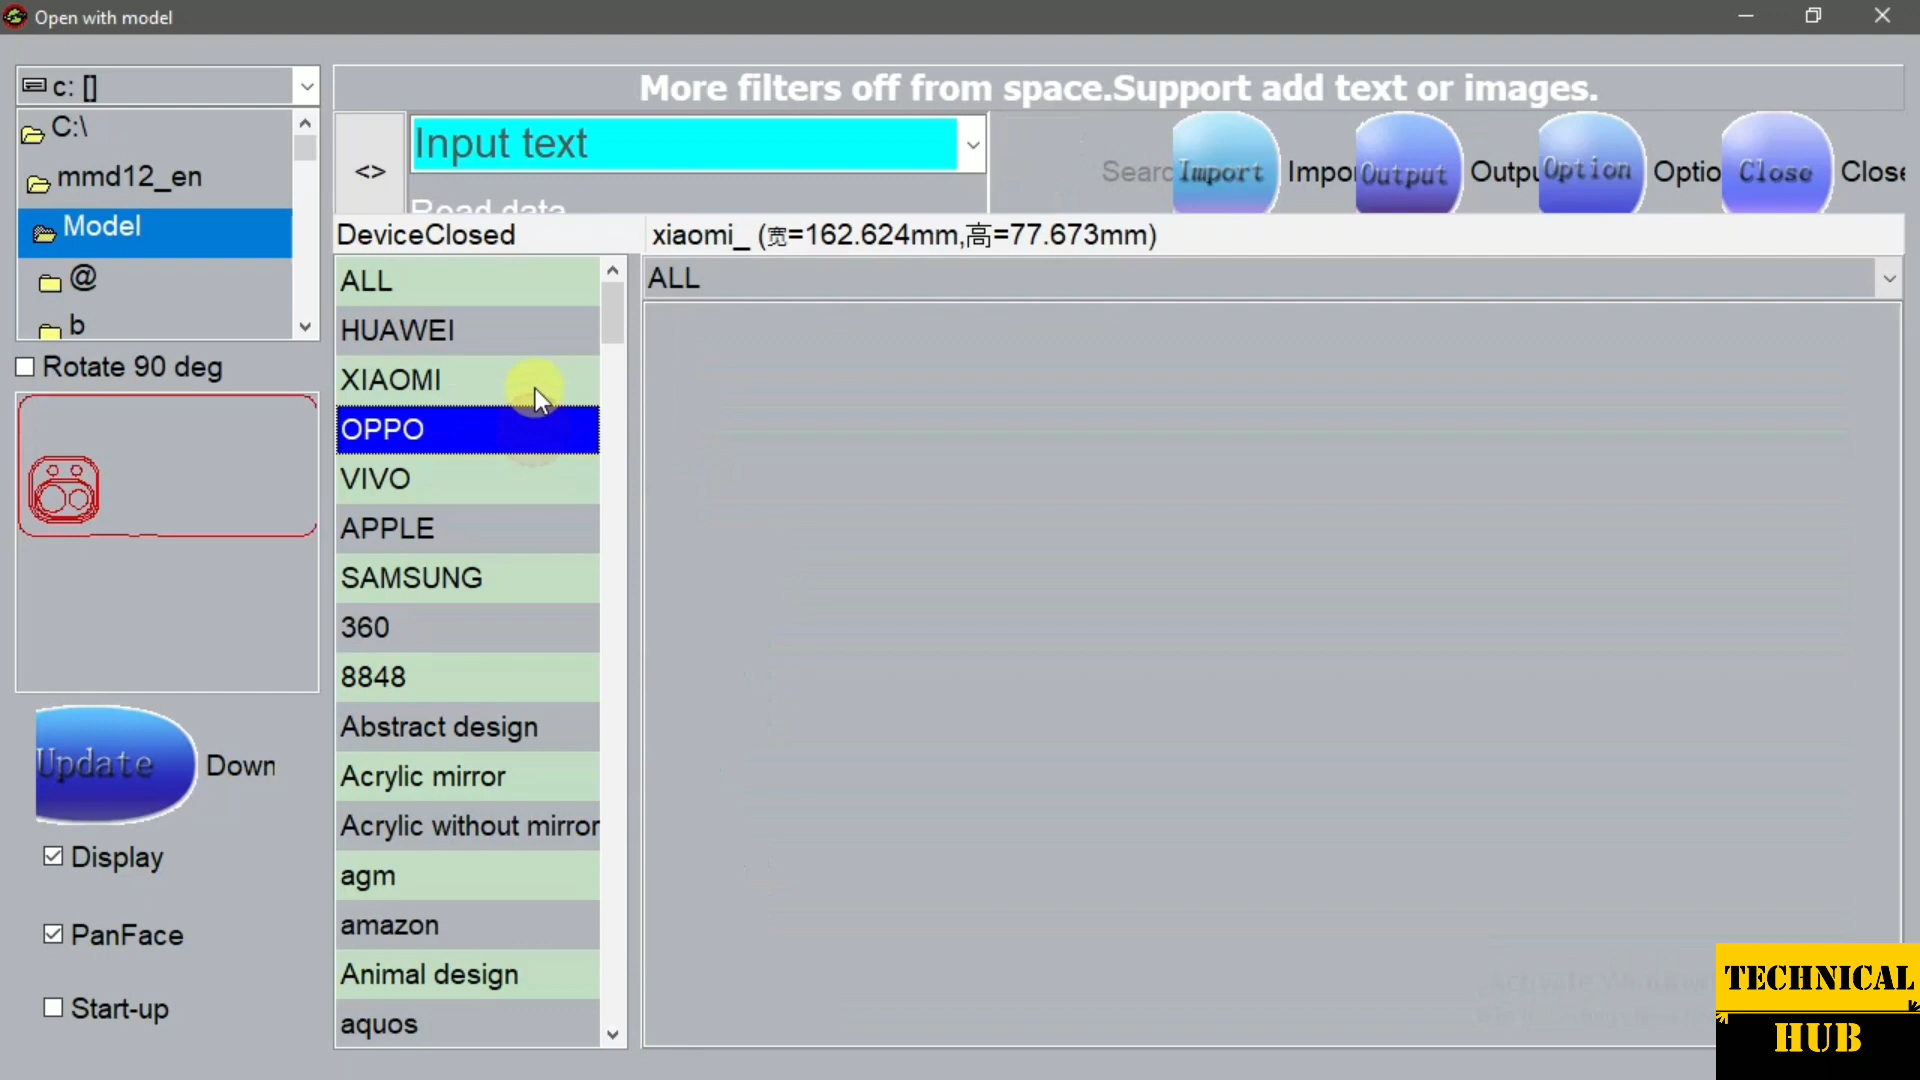 Open with model
c: []
C:\
mmd12_en
Model
@
b
Rotate 90 deg
Update
Down
Display
PanFace
Start-up
More filters off from space.Support add text or images.
<>
Input text
Read data
Searc
Import
Impor
Output
Outpu
Option
Optio
Close
Close
DeviceClosed
xiaomi_ (宽=162.624mm,高=77.673mm)
ALL
HUAWEI
XIAOMI
OPPO
VIVO
APPLE
SAMSUNG
360
8848
Abstract design
Acrylic mirror
Acrylic without mirror
agm
amazon
Animal design
aquos
ALL
TECHNICAL
HUB